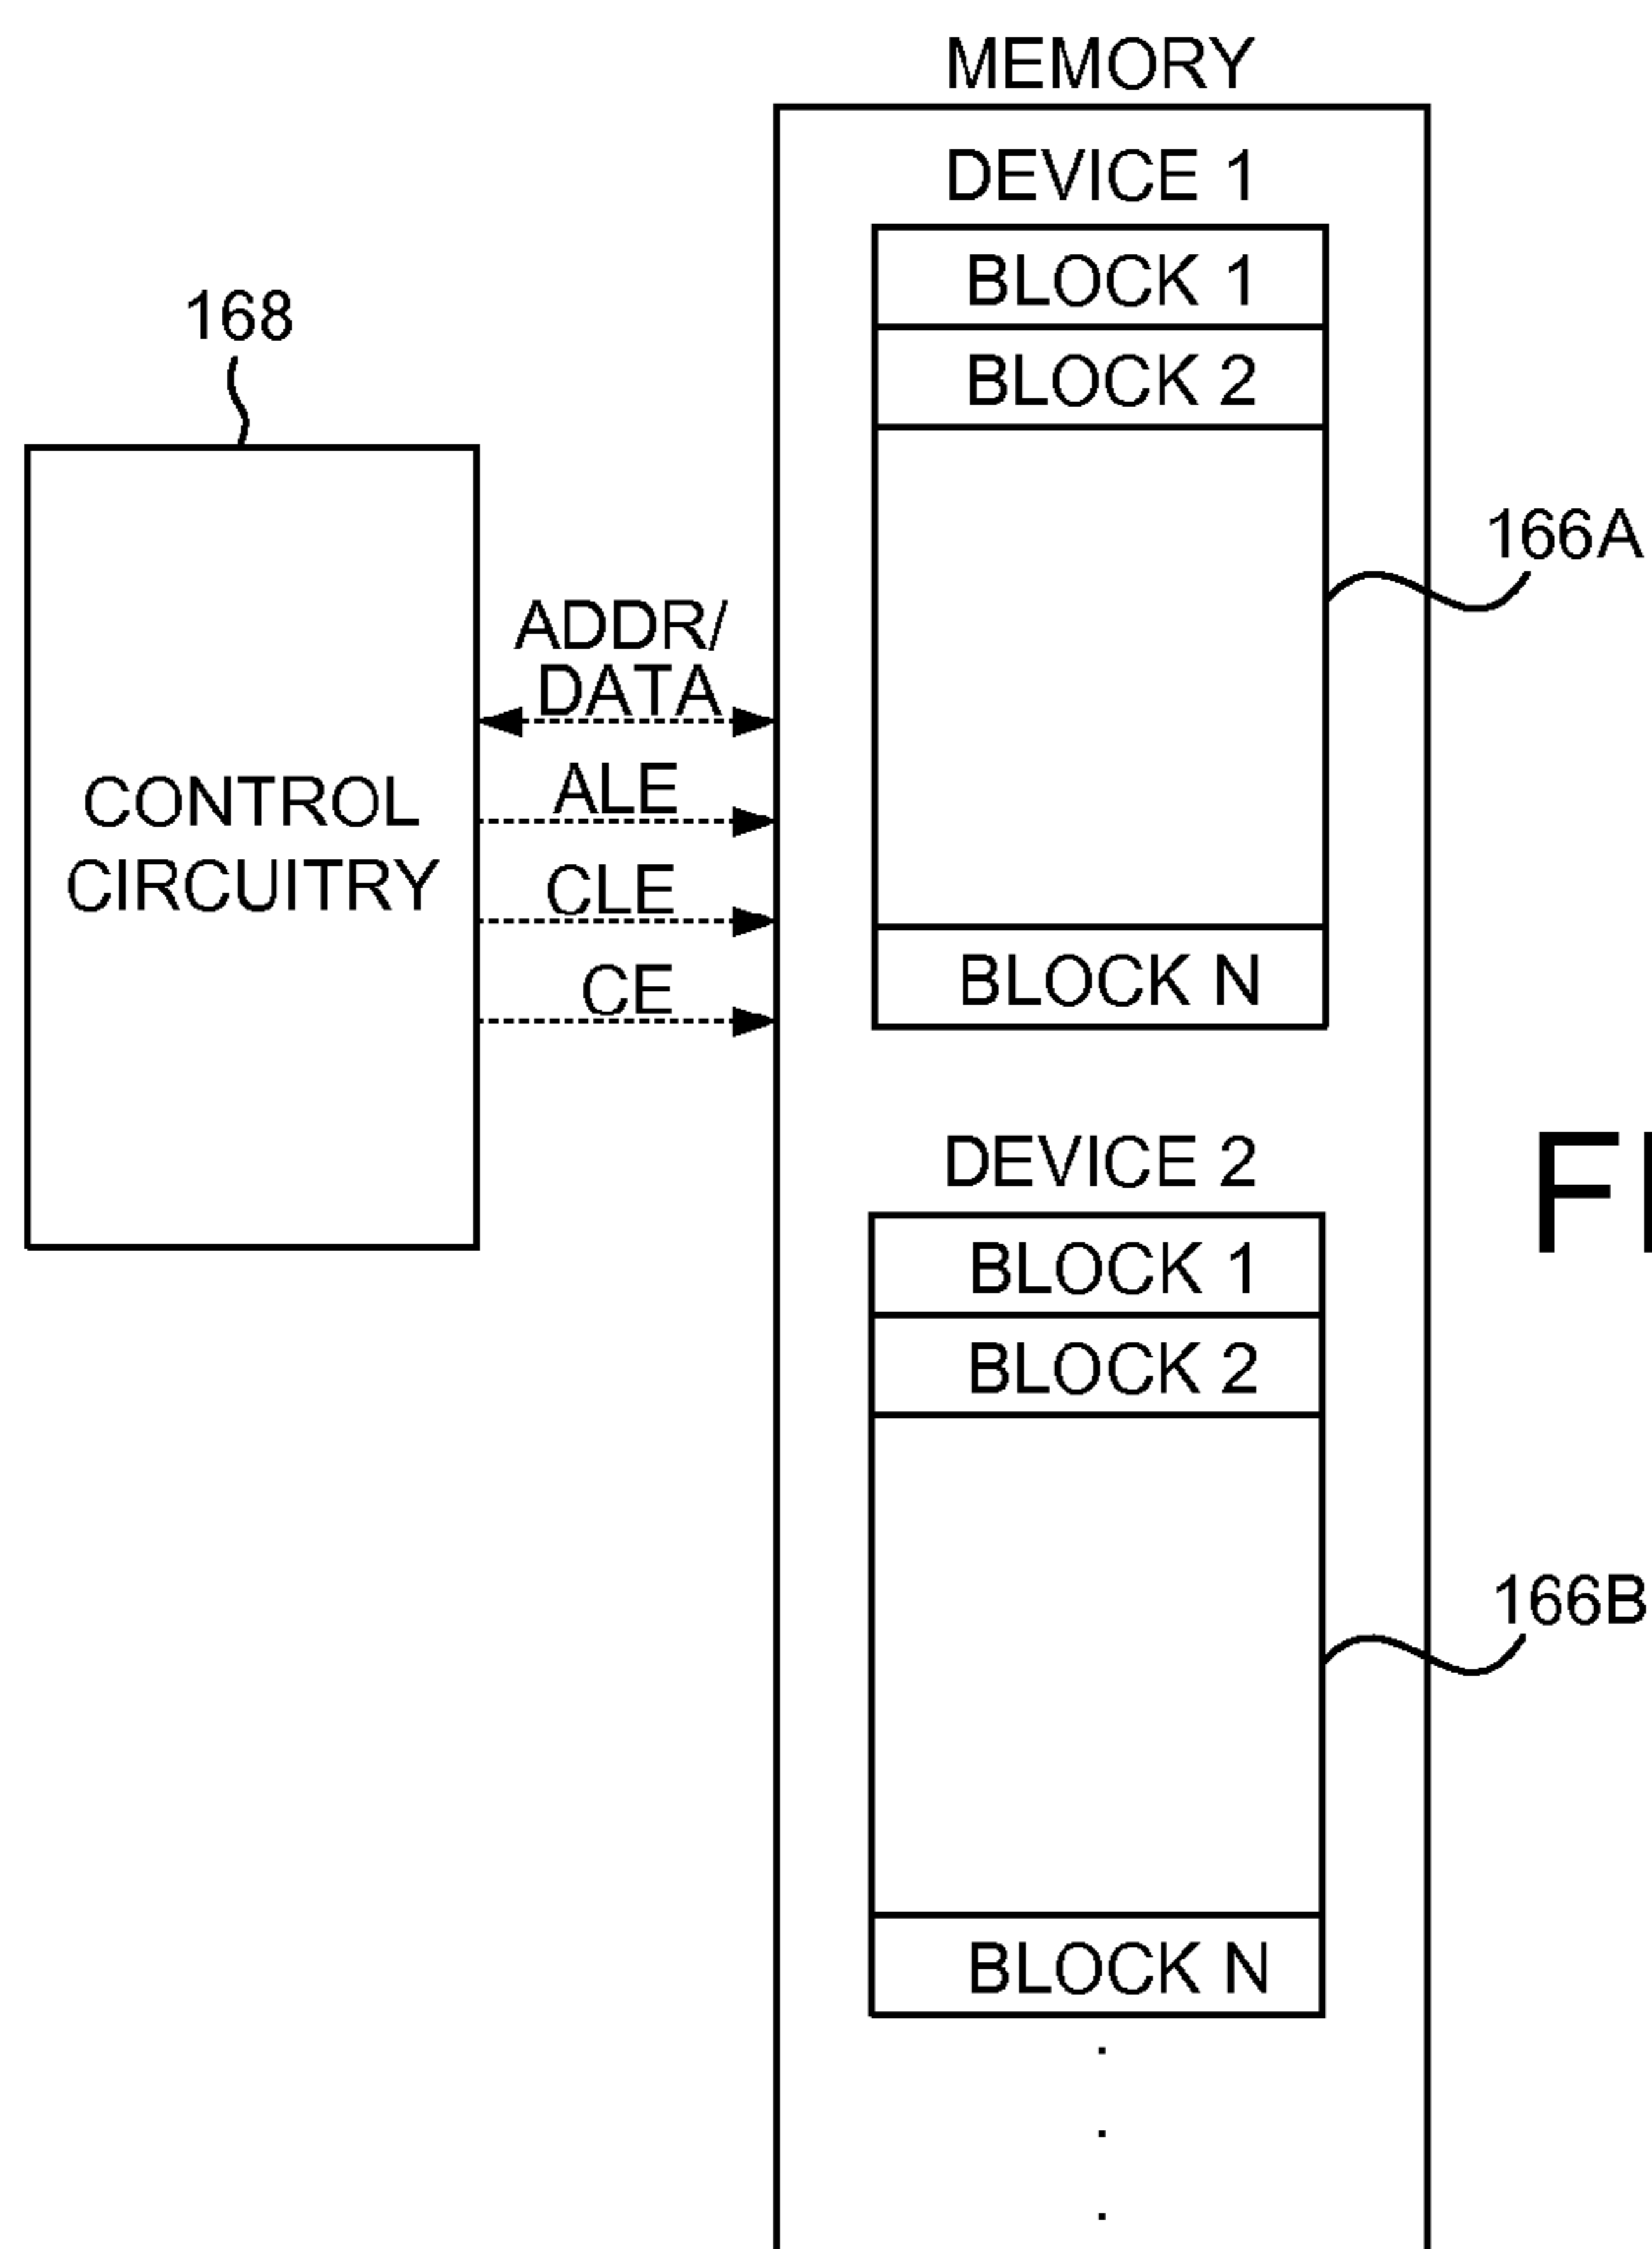 MEMORY
DEVICE 1
BLOCK 1
BLOCK 2
168
166A
ADDR/
DATA
ALE
CONTROL
CIRCUITRY
CLE
CE
BLOCK N
DEVICE 2
BLOCK 1
BLOCK 2
166B
BLOCK N